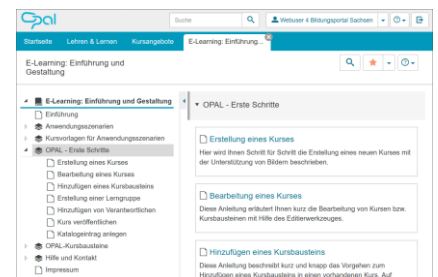 Opal
Suche
Webuser 4 Bildungsportal Sachsen
Startseite
Lehren & Lernen
Kursangebote
E-Learning: Einführung...
E-Learning: Einführung und
Gestaltung
E-Learning: Einführung und Gestaltung
Einführung
Anwendungsszenarien
Kursvorlagen für Anwendungsszenarien
OPAL - Erste Schritte
Erstellung eines Kurses
Bearbeitung eines Kurses
Hinzufügen eines Kursbausteins
Erstellung einer Lerngruppe
Hinzufügen von Verantwortlichen
Kurs veröffentlichen
Katalogeintrag anlegen
OPAL-Kursbausteine
Hilfe und Kontakt
Impressum
OPAL - Erste Schritte
Erstellung eines Kurses
Hier wird Ihnen Schritt für Schritt die Erstellung eines neuen Kurses mit
der Unterstützung von Bildern beschrieben.
Bearbeitung eines Kurses
Diese Anleitung erläutert Ihnen kurz die Bearbeitung von Kursen bzw.
Kursbausteinen mit Hilfe des Editierwerkzeuges.
Hinzufügen eines Kursbausteins
Diese Anleitung beschreibt kurz und knapp das Vorgehen zum
Hinzufügen eines Kursbausteins in einen vorhandenen Kurs. Auf